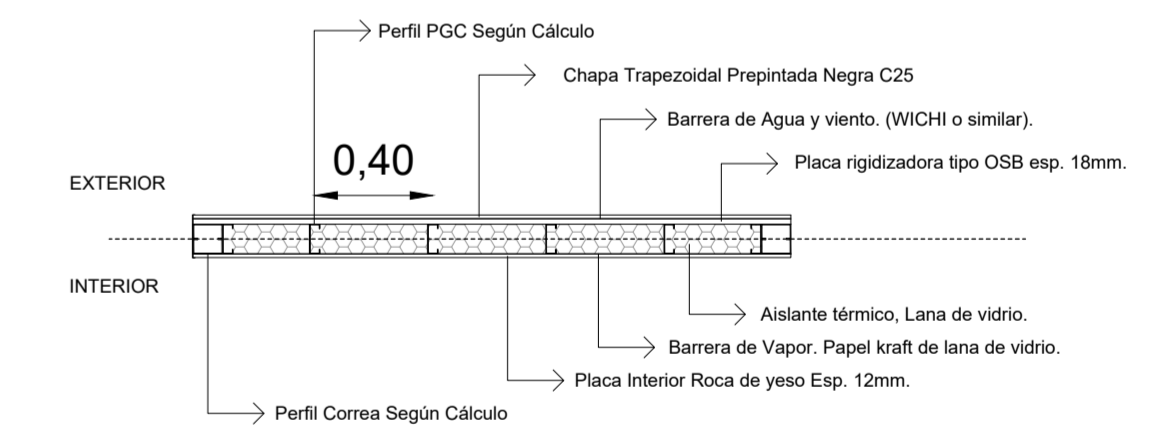 Perfil PGC Según Cálculo
Chapa Trapezoidal Prepintada Negra C25
Barrera de Agua y viento. (WICHI o similar).
0,40
Placa rigidizadora tipo OSB esp. 18mm.
EXTERIOR
INTERIOR
Aislante térmico, Lana de vidrio.
Barrera de Vapor. Papel kraft de lana de vidrio.
Placa Interior Roca de yeso Esp. 12mm.
Perfil Correa Según Cálculo